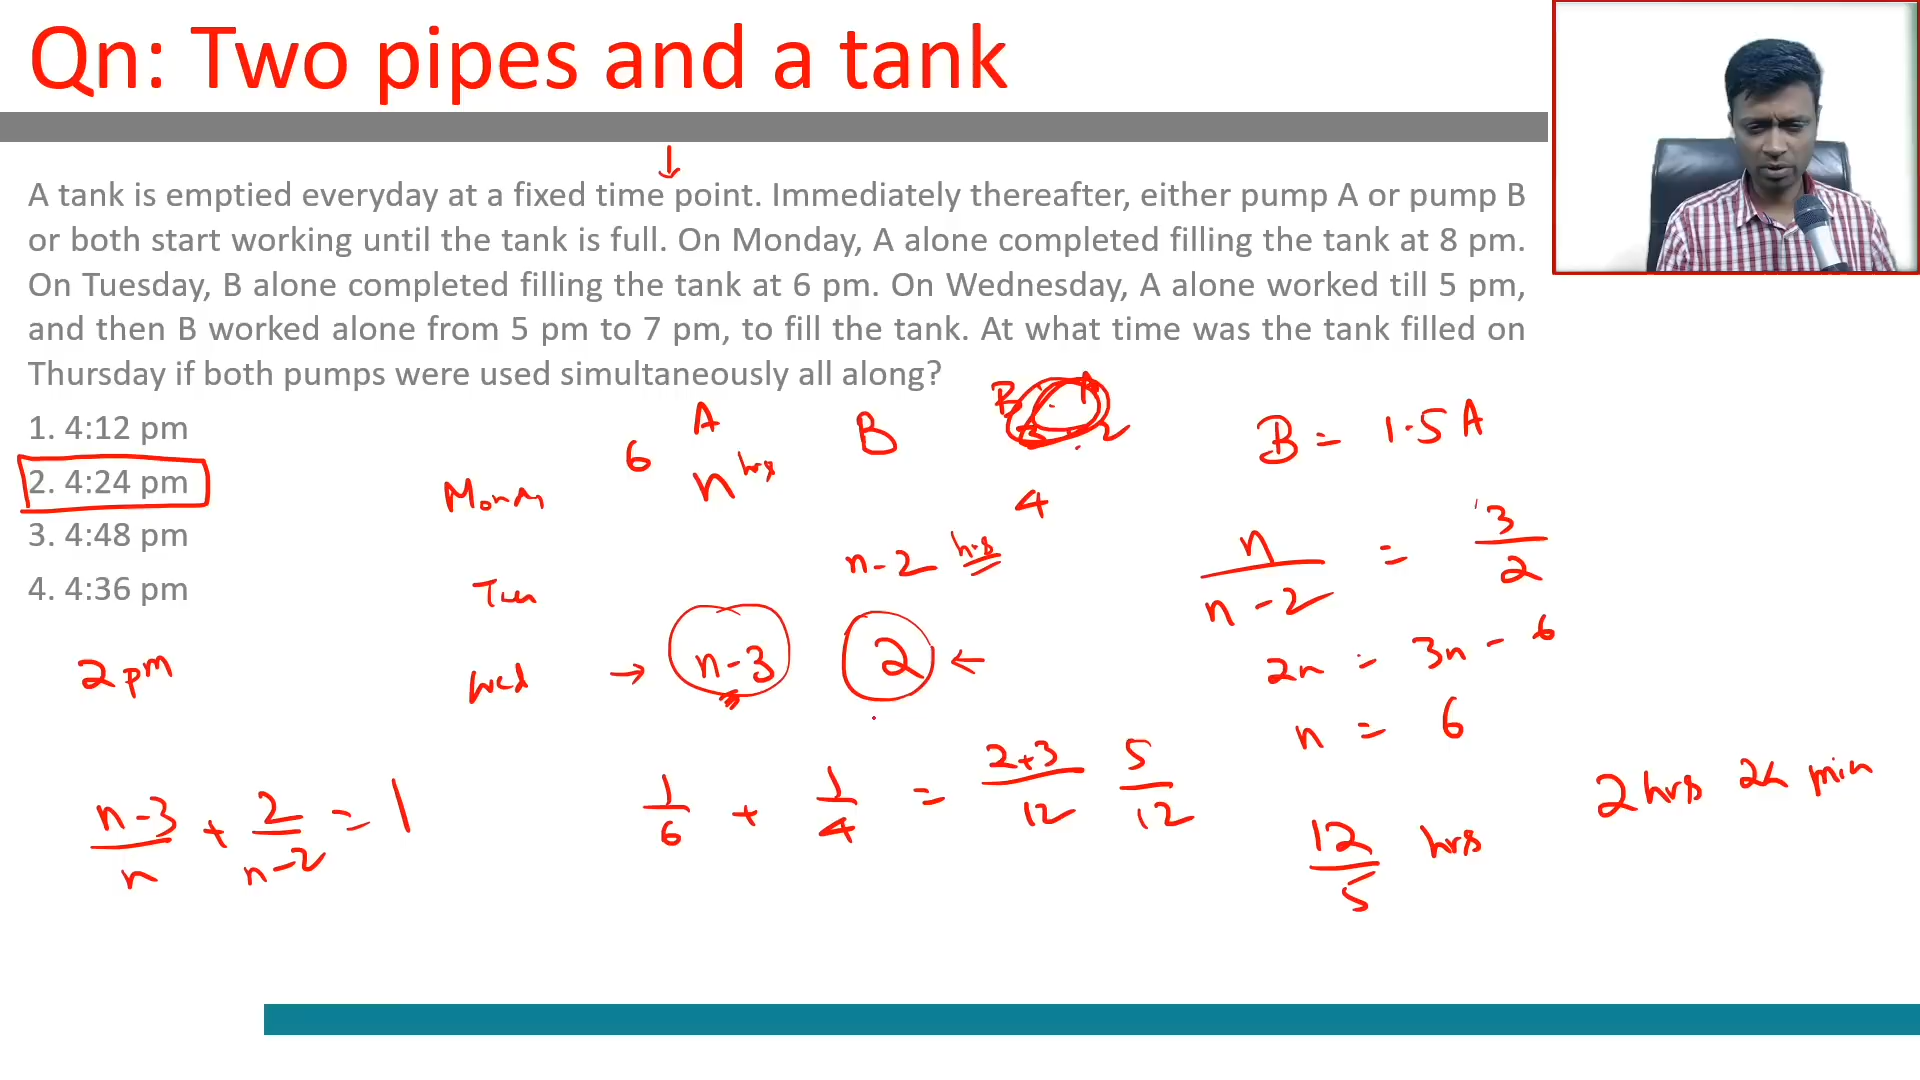 Qn: Two pipes and a tank
A tank is emptied everyday at a fixed time point. Immediately thereafter, either pump A or pump B
or both start working until the tank is full. On Monday, A alone completed filling the tank at 8 pm.
On Tuesday, B alone completed filling the tank at 6 pm. On Wednesday, A alone worked till 5 pm,
and then B worked alone from 5 pm to 7 pm, to fill the tank. At what time was the tank filled on
Thursday if both pumps were used simultaneously all along?
1. 4:12 pm
2. 4:24 pm
3. 4:48 pm
4. 4:36 pm
2 pm
A B
6 n hrs
4
n-2 hrs
Tue
Wed → n-3 2 ←
B = 1.5 A
n/n-2 = 3/2
2n = 3n - 6
n = 6
n-3/n + 2/n-2 = 1
1/6 + 1/4 = 2+3/12 5/12
12/5 hrs
2 hrs 24 min